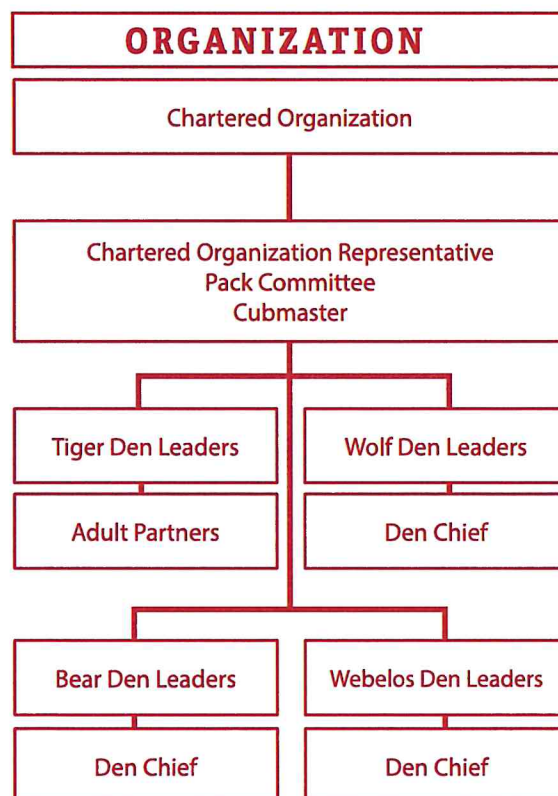 ORGANIZATION
Chartered Organization
Chartered Organization Representative
Pack Committee
Cubmaster
Tiger Den Leaders
Wolf Den Leaders
Adult Partners
Den Chief
Bear Den Leaders
Webelos Den Leaders
Den Chief
Den Chief